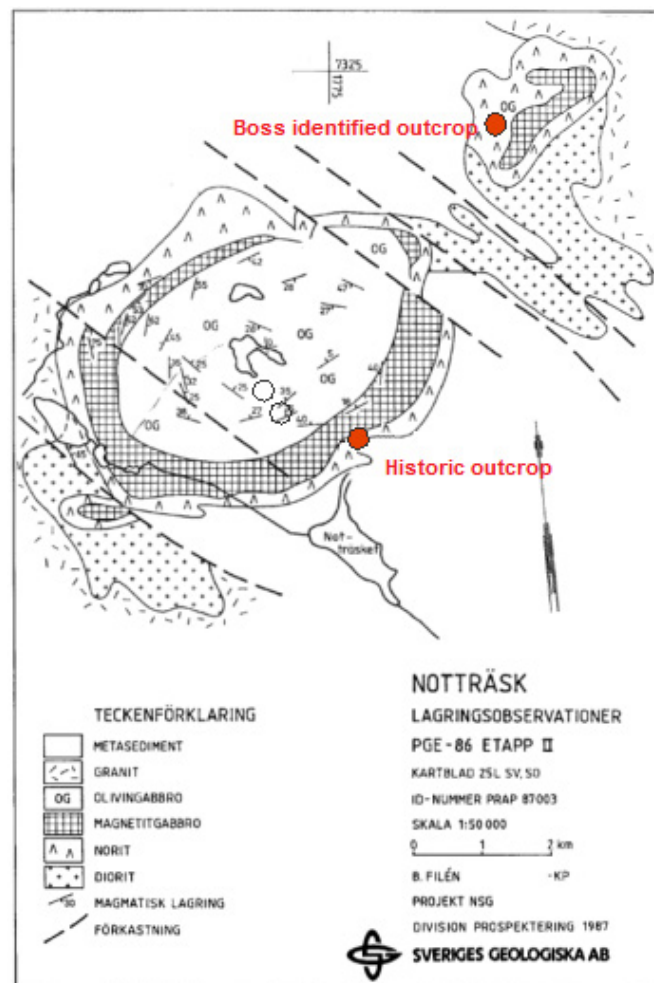 7325
1775
OG
Boss identified outcrop
OG
OG
OG
OG
OG
Historic outcrop
Not-
träsket
NOTTRÄSK
LAGRINGSOBSERVATIONER
PGE-86 ETAPP II
KARTBLAD 25L SV, SO
ID-NUMMER PRAP 87003
SKALA 1:50 000
0 1 2 km
B. FILÉN -KP
PROJEKT NSG
DIVISION PROSPEKTERING 1987
SVERIGES GEOLOGISKA AB
TECKENFÖRKLARING
METASEDIMENT
GRANIT
OG OLIVINGABBRO
MAGNETITGABBRO
NORIT
DIORIT
30 MAGMATISK LAGRING
FÖRKASTNING